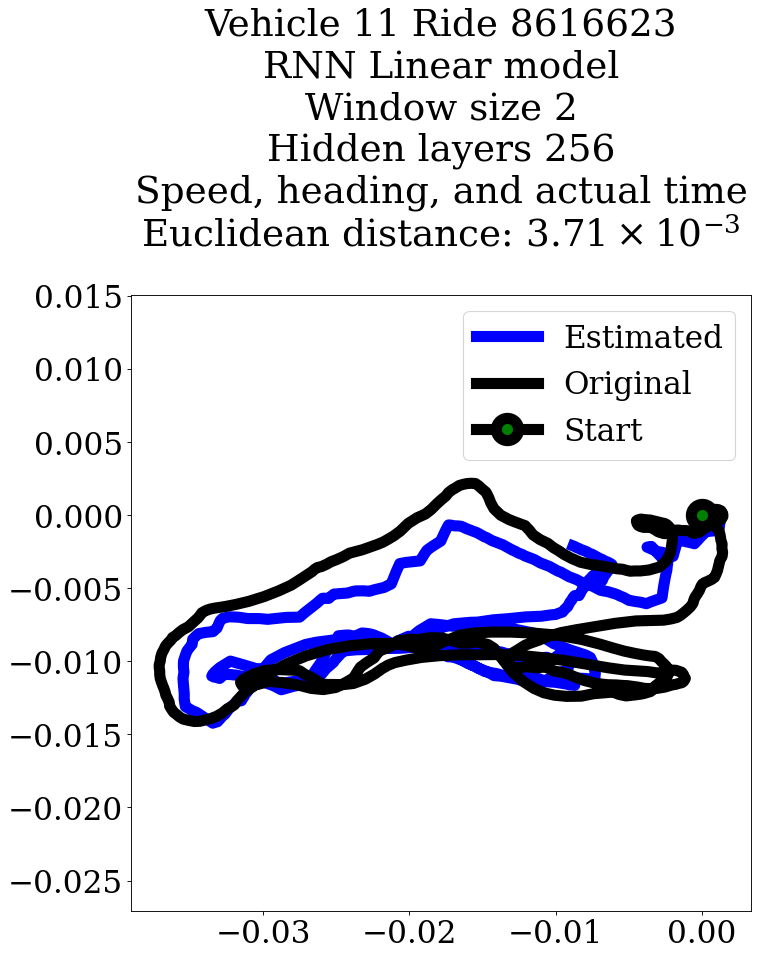 Vehicle 11 Ride 8616623
RNN Linear model
Window size 2
Hidden layers 256
Speed, heading, and actual time
Euclidean distance: 3.71 × 10⁻³
0.015
0.010
0.005
0.000
−0.005
−0.010
−0.015
−0.020
−0.025
Estimated
Original
Start
−0.03 −0.02 −0.01 0.00